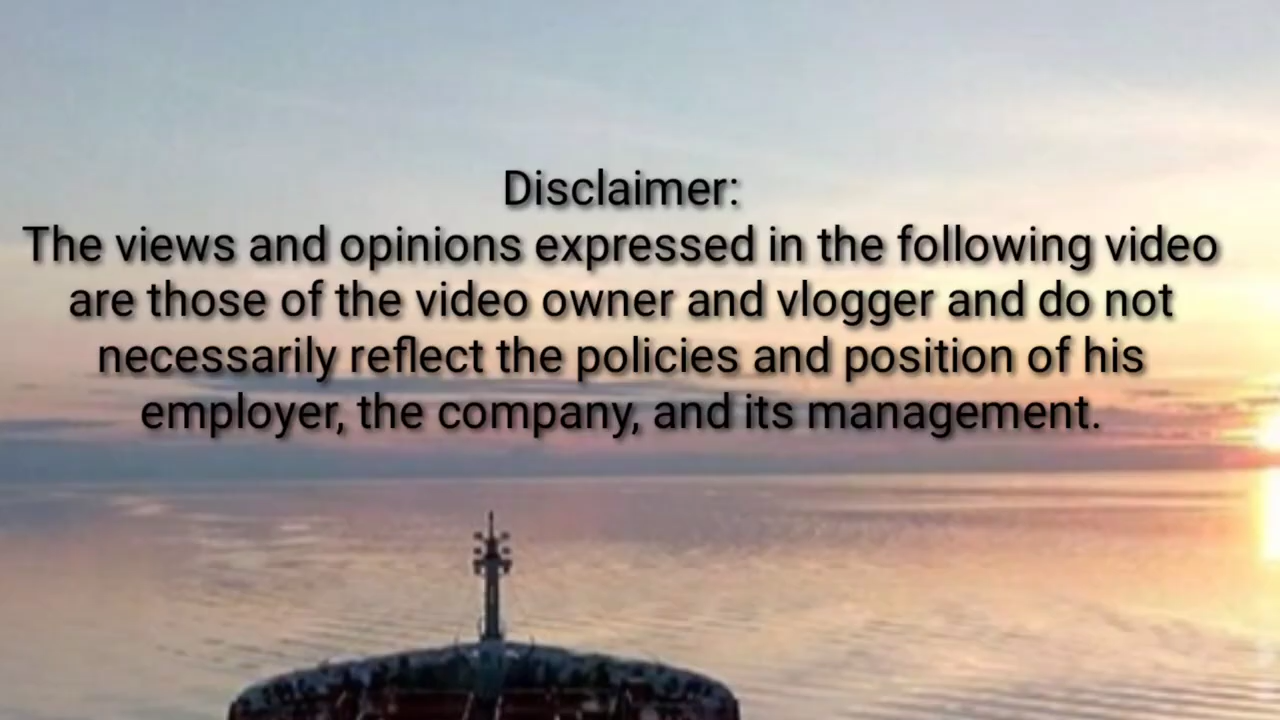 Disclaimer:
The views and opinions expressed in the following video
are those of the video owner and vlogger and do not
necessarily reflect the policies and position of his
employer, the company, and its management.